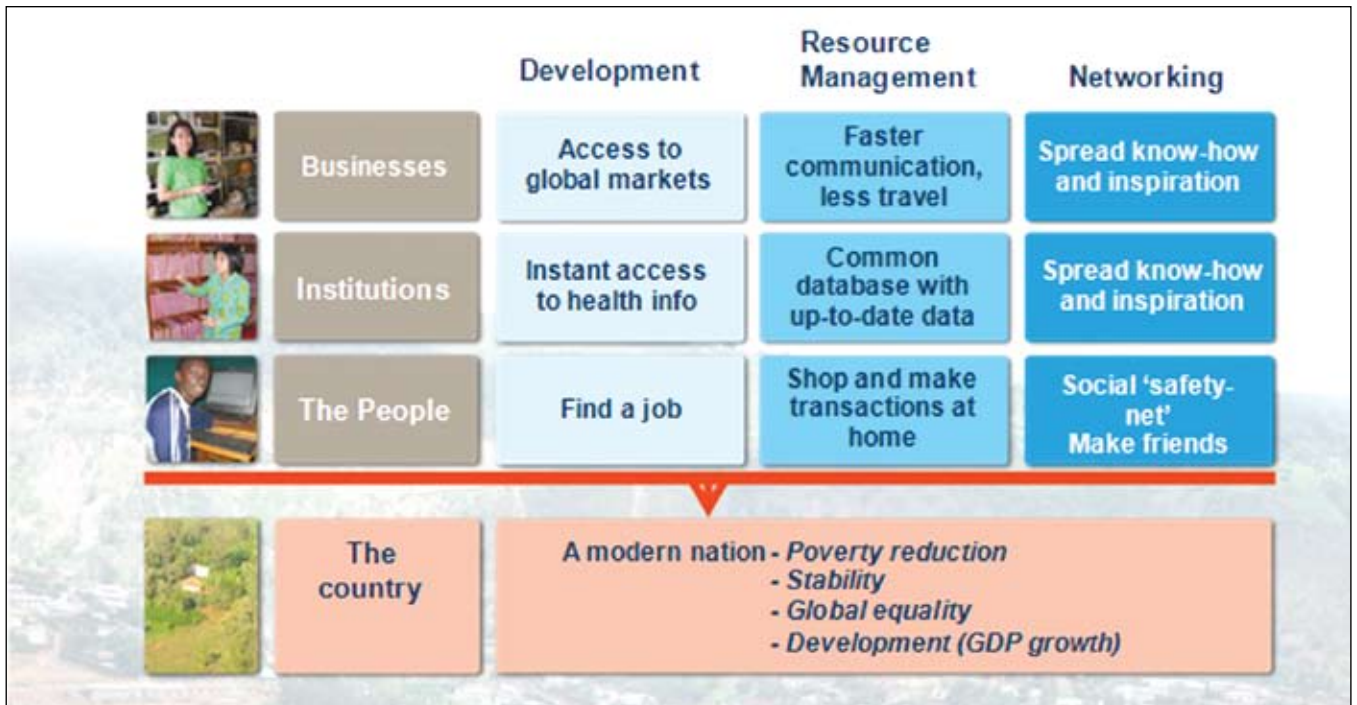 Development
Resource
Management
Networking
Businesses
Access to
global markets
Faster
communication,
less travel
Spread know-how
and inspiration
Institutions
Instant access
to health info
Common
database with
up-to-date data
Spread know-how
and inspiration
The People
Find a job
Shop and make
transactions at
home
Social ‘safety-
net’
Make friends
The
country
A modern nation - Poverty reduction
- Stability
- Global equality
- Development (GDP growth)